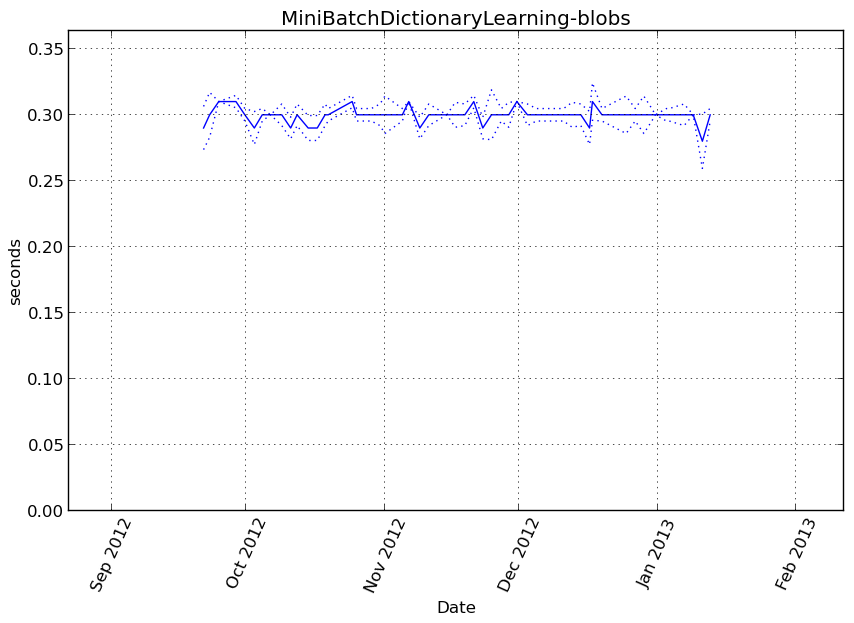 MiniBatchDictionaryLearning-blobs
0.35
0.30
0.25
0.20
0.15
0.10
0.05
0.00
seconds
Sep 2012
Oct 2012
Nov 2012
Dec 2012
Jan 2013
Feb 2013
Date